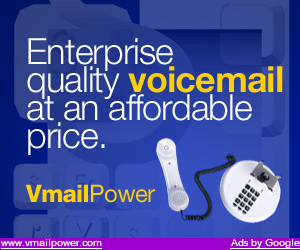 Enterprise
quality voicemail
at an affordable
price.
VmailPower
www.vmailpower.com
Ads by Google